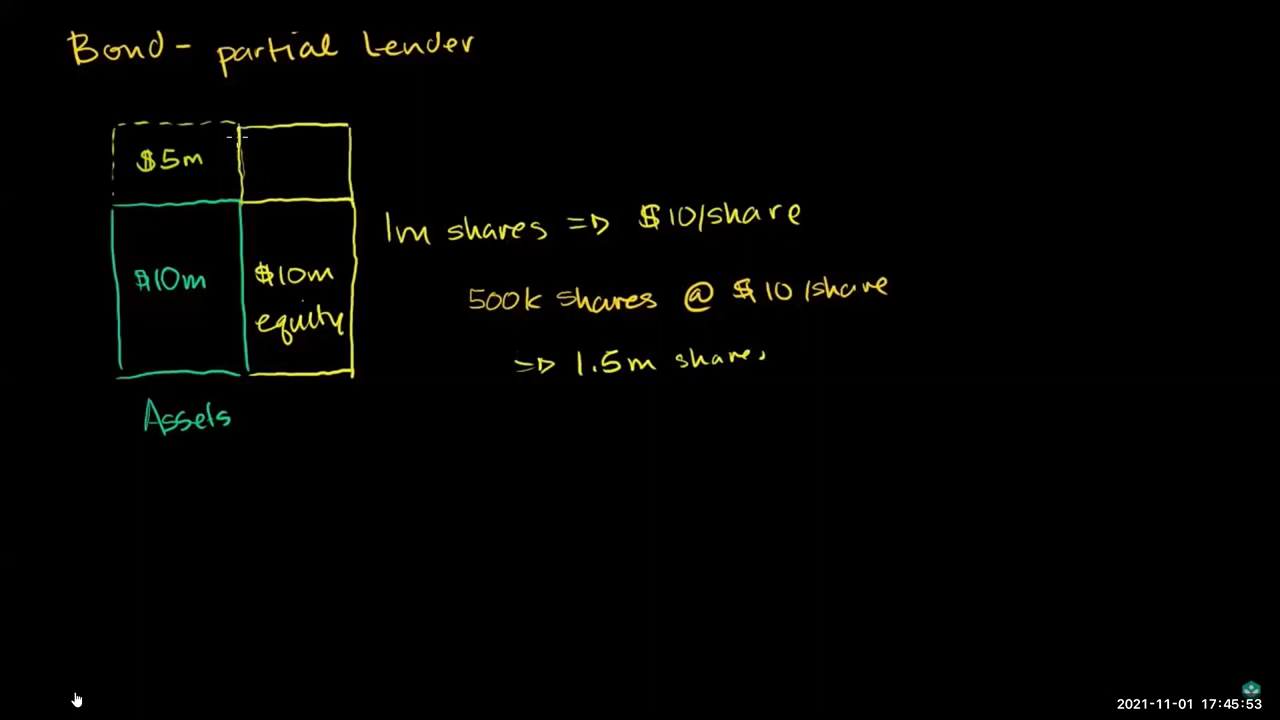 Bond - partial Lender
$5m
1m shares => $10/share
$10m
$10m
equity
500k shares @ $10/share
=> 1.5m shares
Assets
2021-11-01 17:45:53